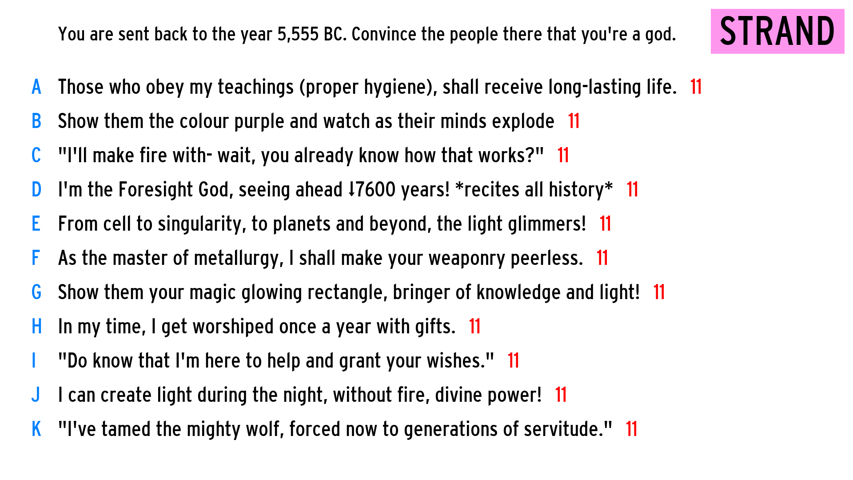 You are sent back to the year 5,555 BC. Convince the people there that you're a god. STRAND
A Those who obey my teachings (proper hygiene), shall receive long-lasting life. 11
B Show them the colour purple and watch as their minds explode 11
C "I'll make fire with- wait, you already know how that works?" 11
D I'm the Foresight God, seeing ahead ~7600 years! *recites all history* 11
E From cell to singularity, to planets and beyond, the light glimmers! 11
F As the master of metallurgy, I shall make your weaponry peerless. 11
G Show them your magic glowing rectangle, bringer of knowledge and light! 11
H In my time, I get worshiped once a year with gifts. 11
I "Do know that I'm here to help and grant your wishes." 11
J I can create light during the night, without fire, divine power! 11
K "I've tamed the mighty wolf, forced now to generations of servitude." 11